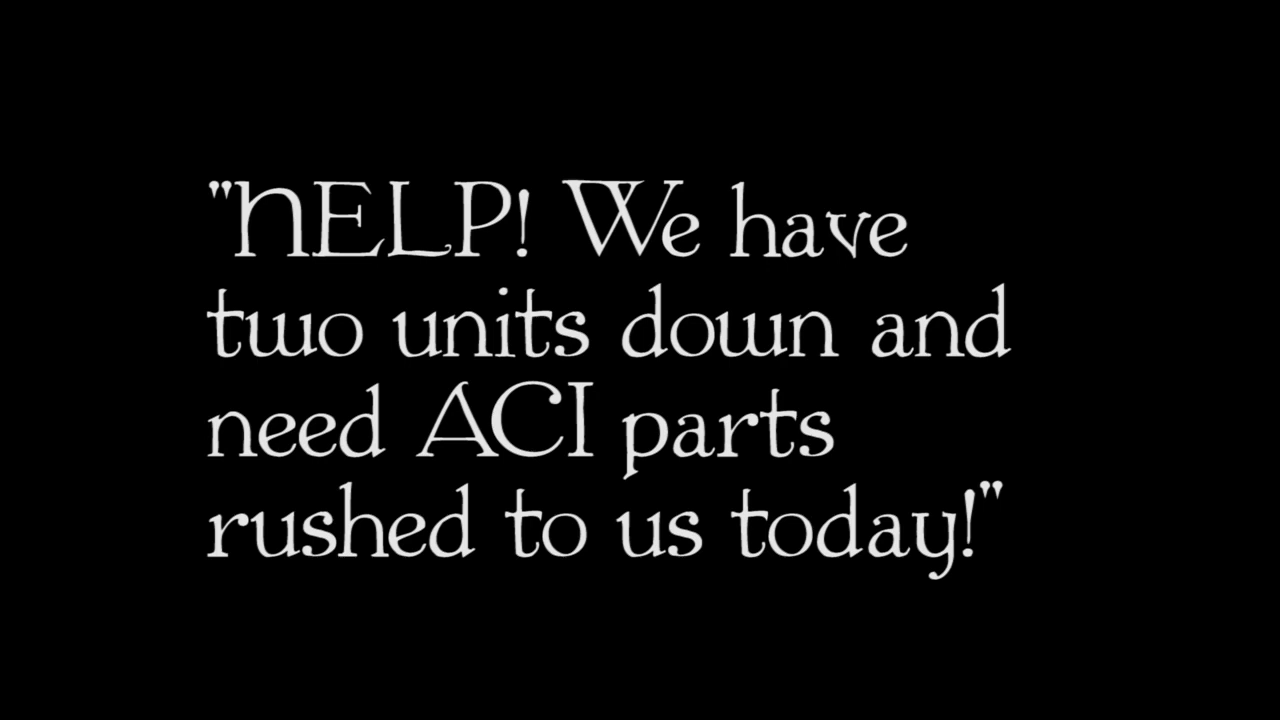 "HELP! We have
two units down and
need ACI parts
rushed to us today!"